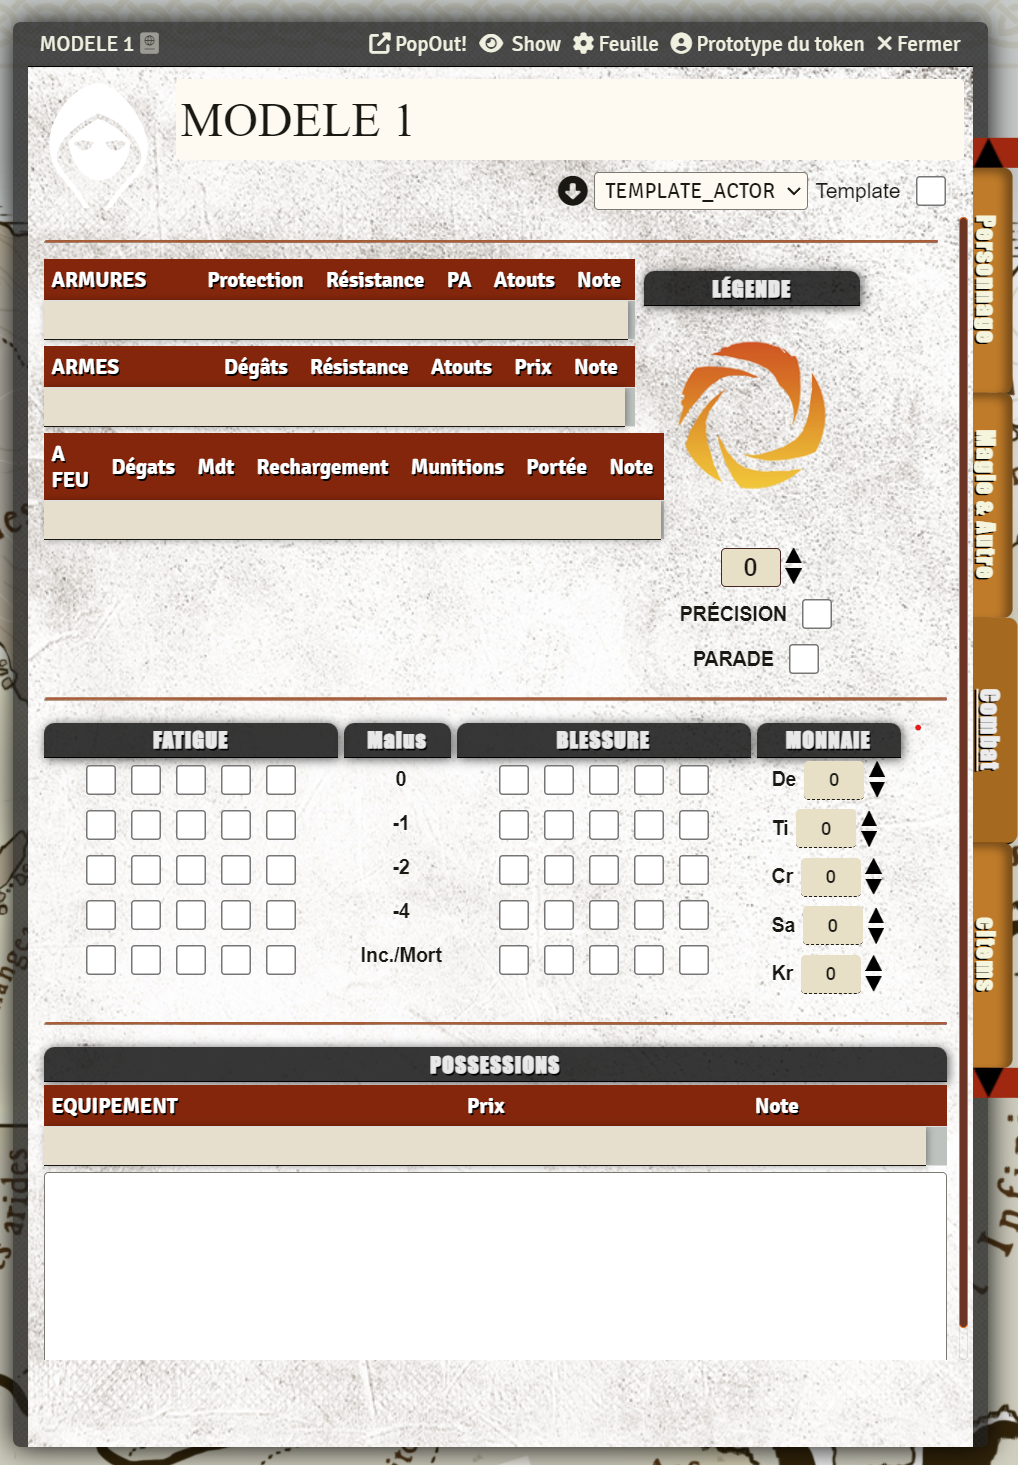 MODELE 1 PopOut! Show Feuille Prototype du token Fermer
MODELE 1
TEMPLATE_ACTOR Template
ARMURES Protection Résistance PA Atouts Note
LÉGENDE
ARMES Dégâts Résistance Atouts Prix Note
A FEU Dégats Mdt Rechargement Munitions Portée Note
0
PRÉCISION
PARADE
FATIGUE Malus BLESSURE MONNAIE
0 De 0
-1 Ti 0
-2 Cr 0
-4 Sa 0
Inc./Mort Kr 0
POSSESSIONS
EQUIPEMENT Prix Note
Personnage
Magie & Autre
Combat
cItems
arides